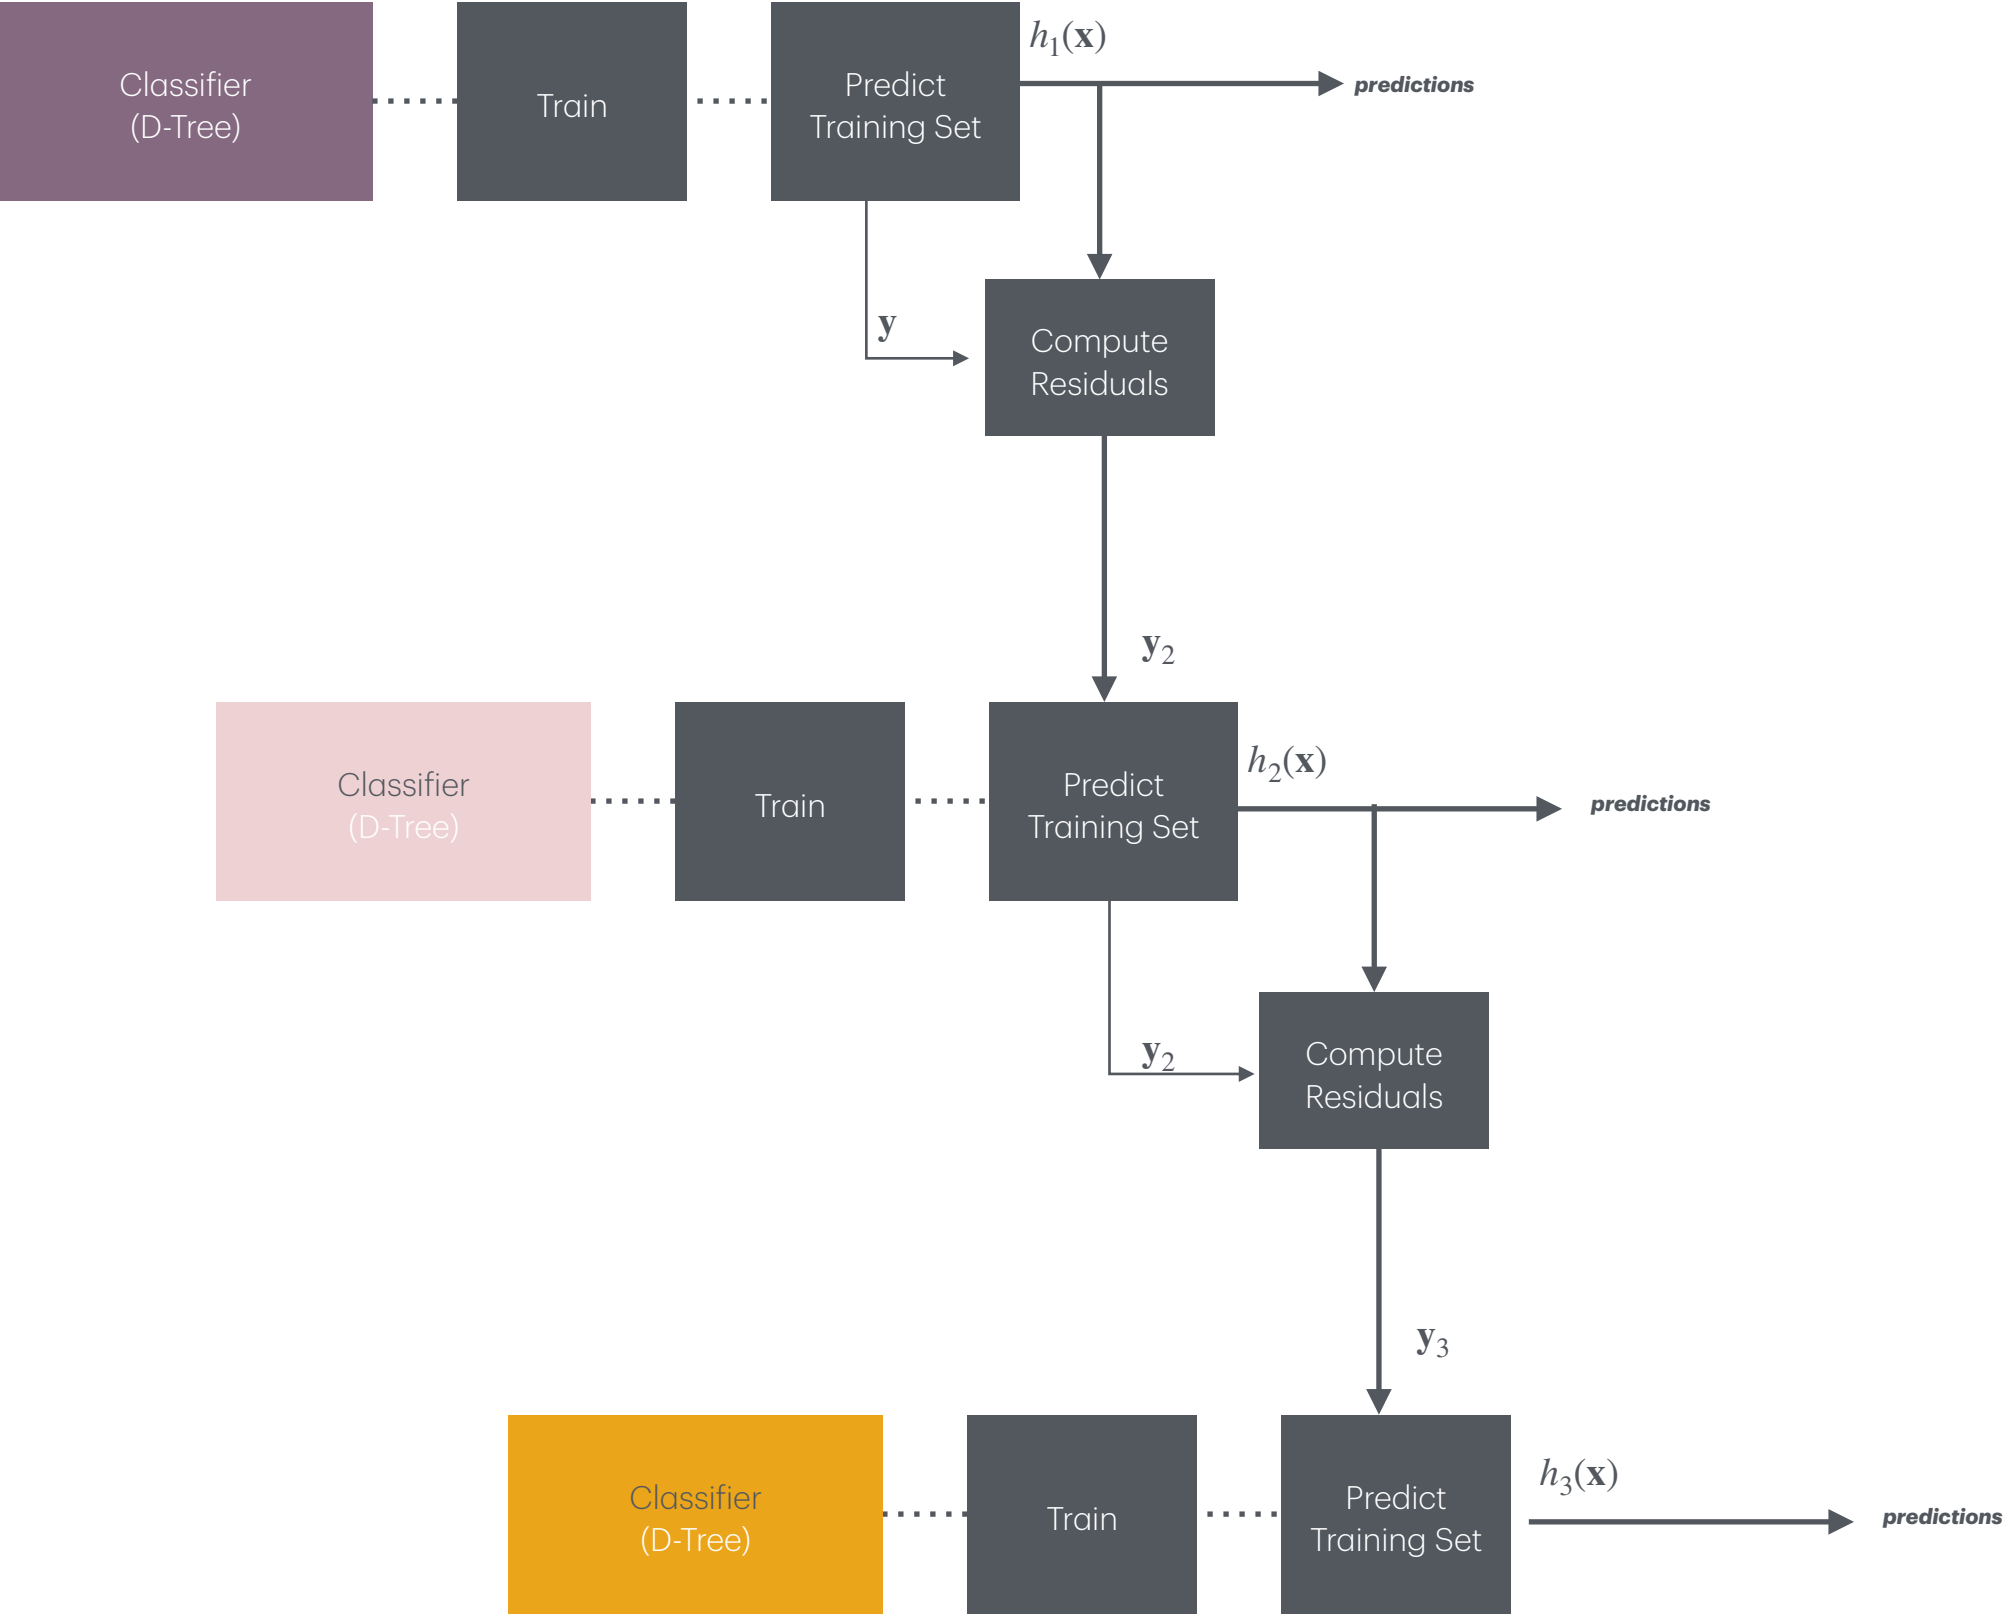 Classifier
(D-Tree)
Train
Predict
Training Set
h₁(x)
predictions
y
Compute
Residuals
y₂
Classifier
(D-Tree)
Train
Predict
Training Set
h₂(x)
predictions
y₂
Compute
Residuals
y₃
Classifier
(D-Tree)
Train
Predict
Training Set
h₃(x)
predictions